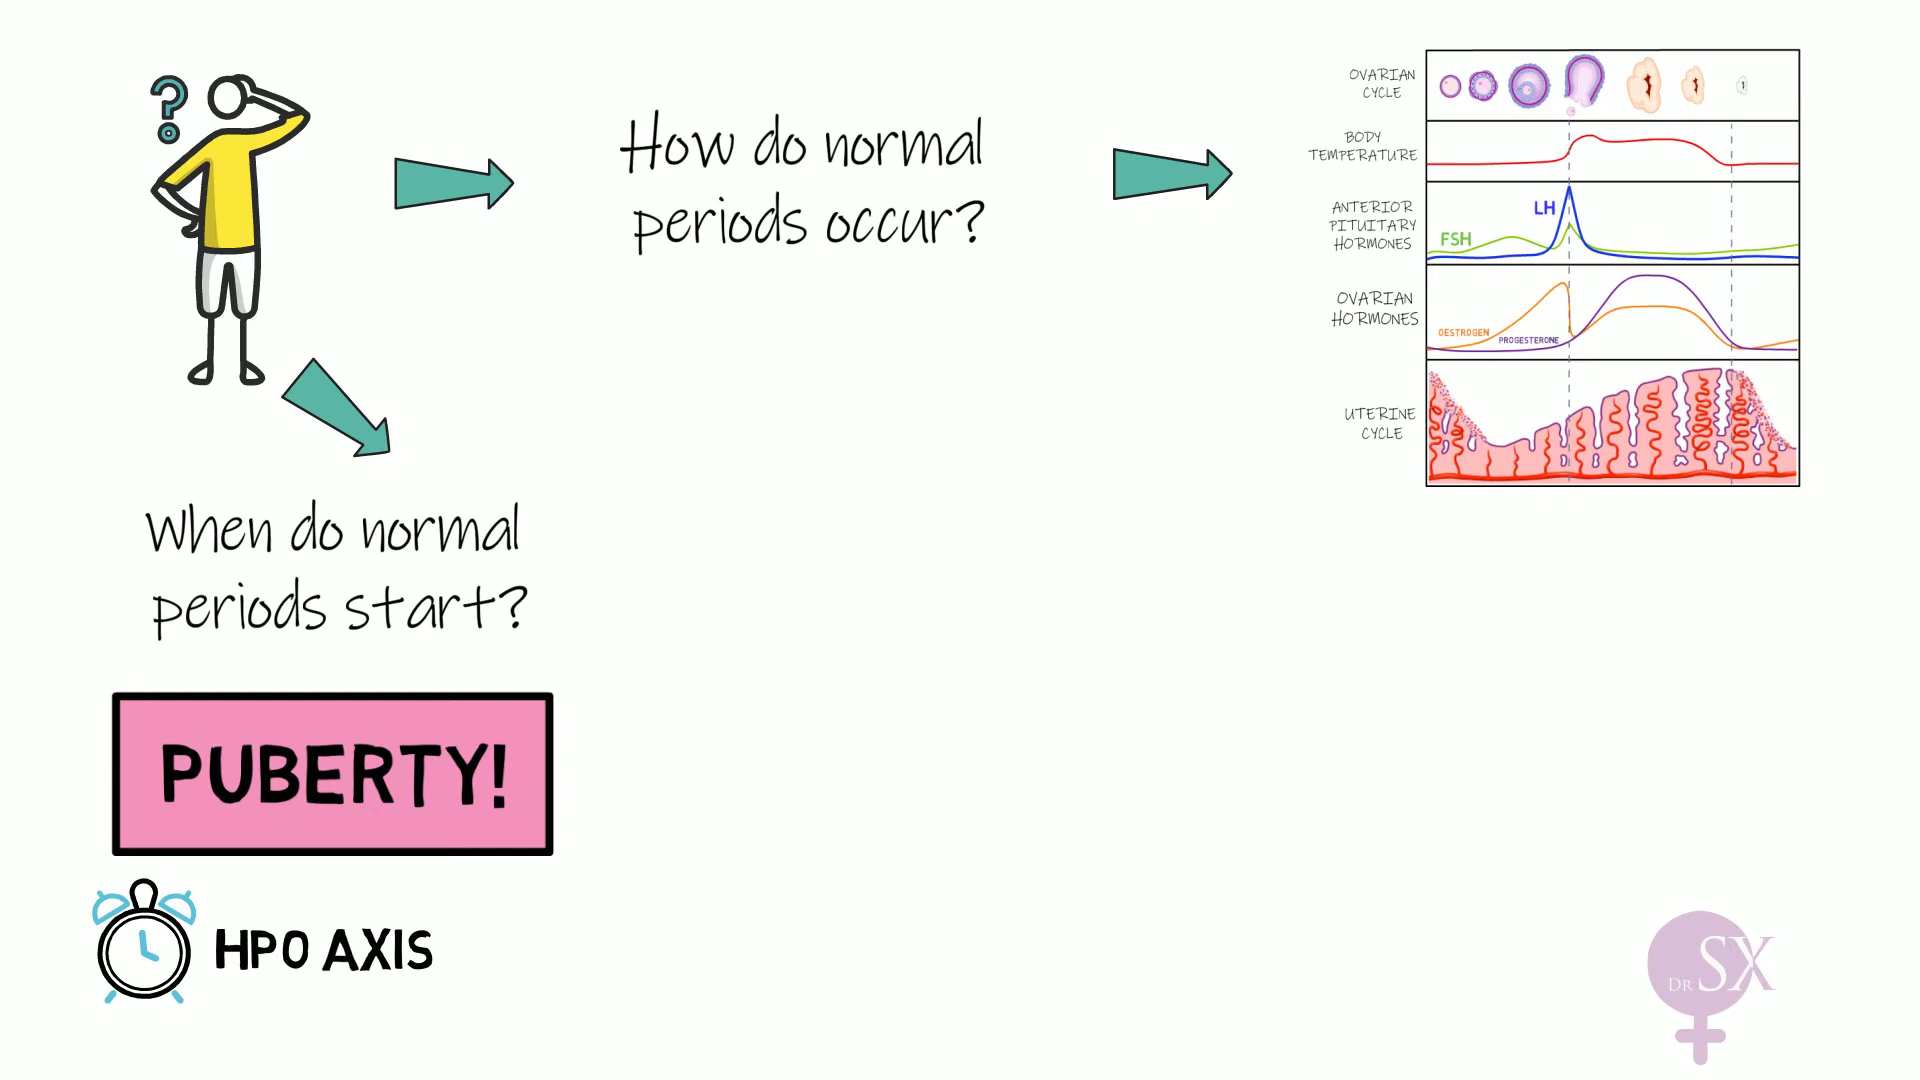 ?
How do normal
periods occur?
OVARIAN
CYCLE
1
BODY
TEMPERATURE
ANTERIOR
PITUITARY
HORMONES
LH
FSH
OVARIAN
HORMONES
OESTROGEN
PROGESTERONE
UTERINE
CYCLE
When do normal
periods start?
PUBERTY!
HPO AXIS
DR SX